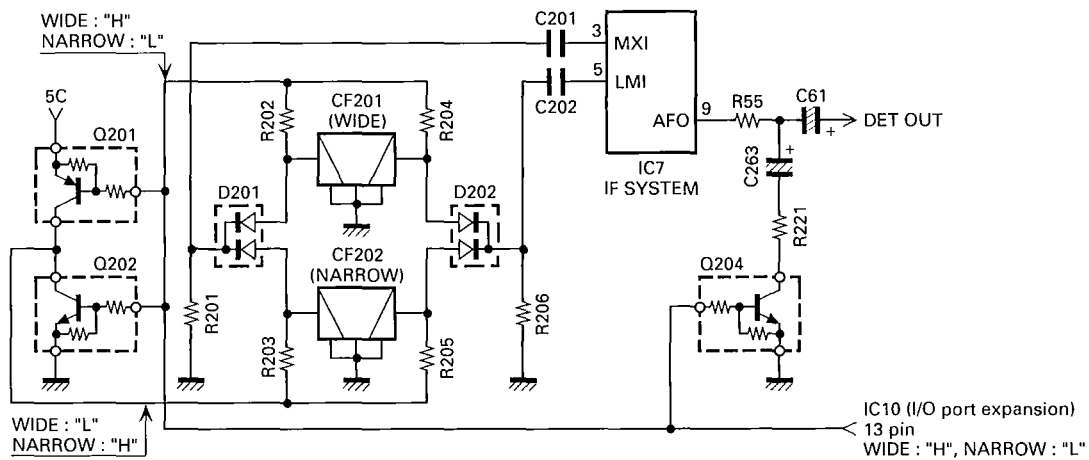 WIDE : "H"
NARROW : "L"
5C
Q201
Q202
R202
CF201
(WIDE)
R204
D201
D202
CF202
(NARROW)
R201
R203
R205
R206
C201
C202
3
MXI
5
LMI
AFO
9
IC7
IF SYSTEM
R55
C61
+
DET OUT
+
C263
R221
Q204
WIDE : "L"
NARROW : "H"
IC10 (I/O port expansion)
13 pin
WIDE : "H", NARROW : "L"